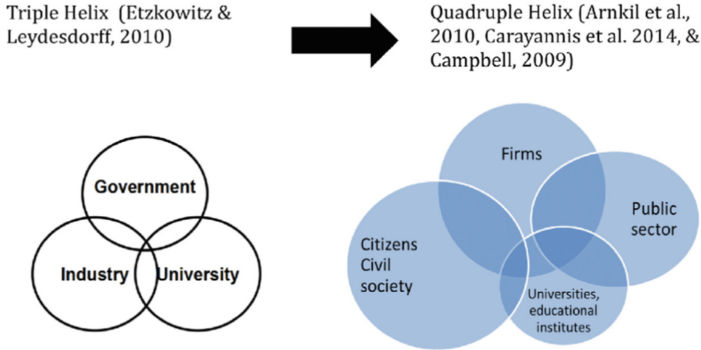 Triple Helix (Etzkowitz &
Leydesdorff, 2010)
Quadruple Helix (Arnkil et al.,
2010, Carayannis et al. 2014, &
Campbell, 2009)
Government
Industry
University
Firms
Public
sector
Citizens
Civil
society
Universities,
educational
institutes